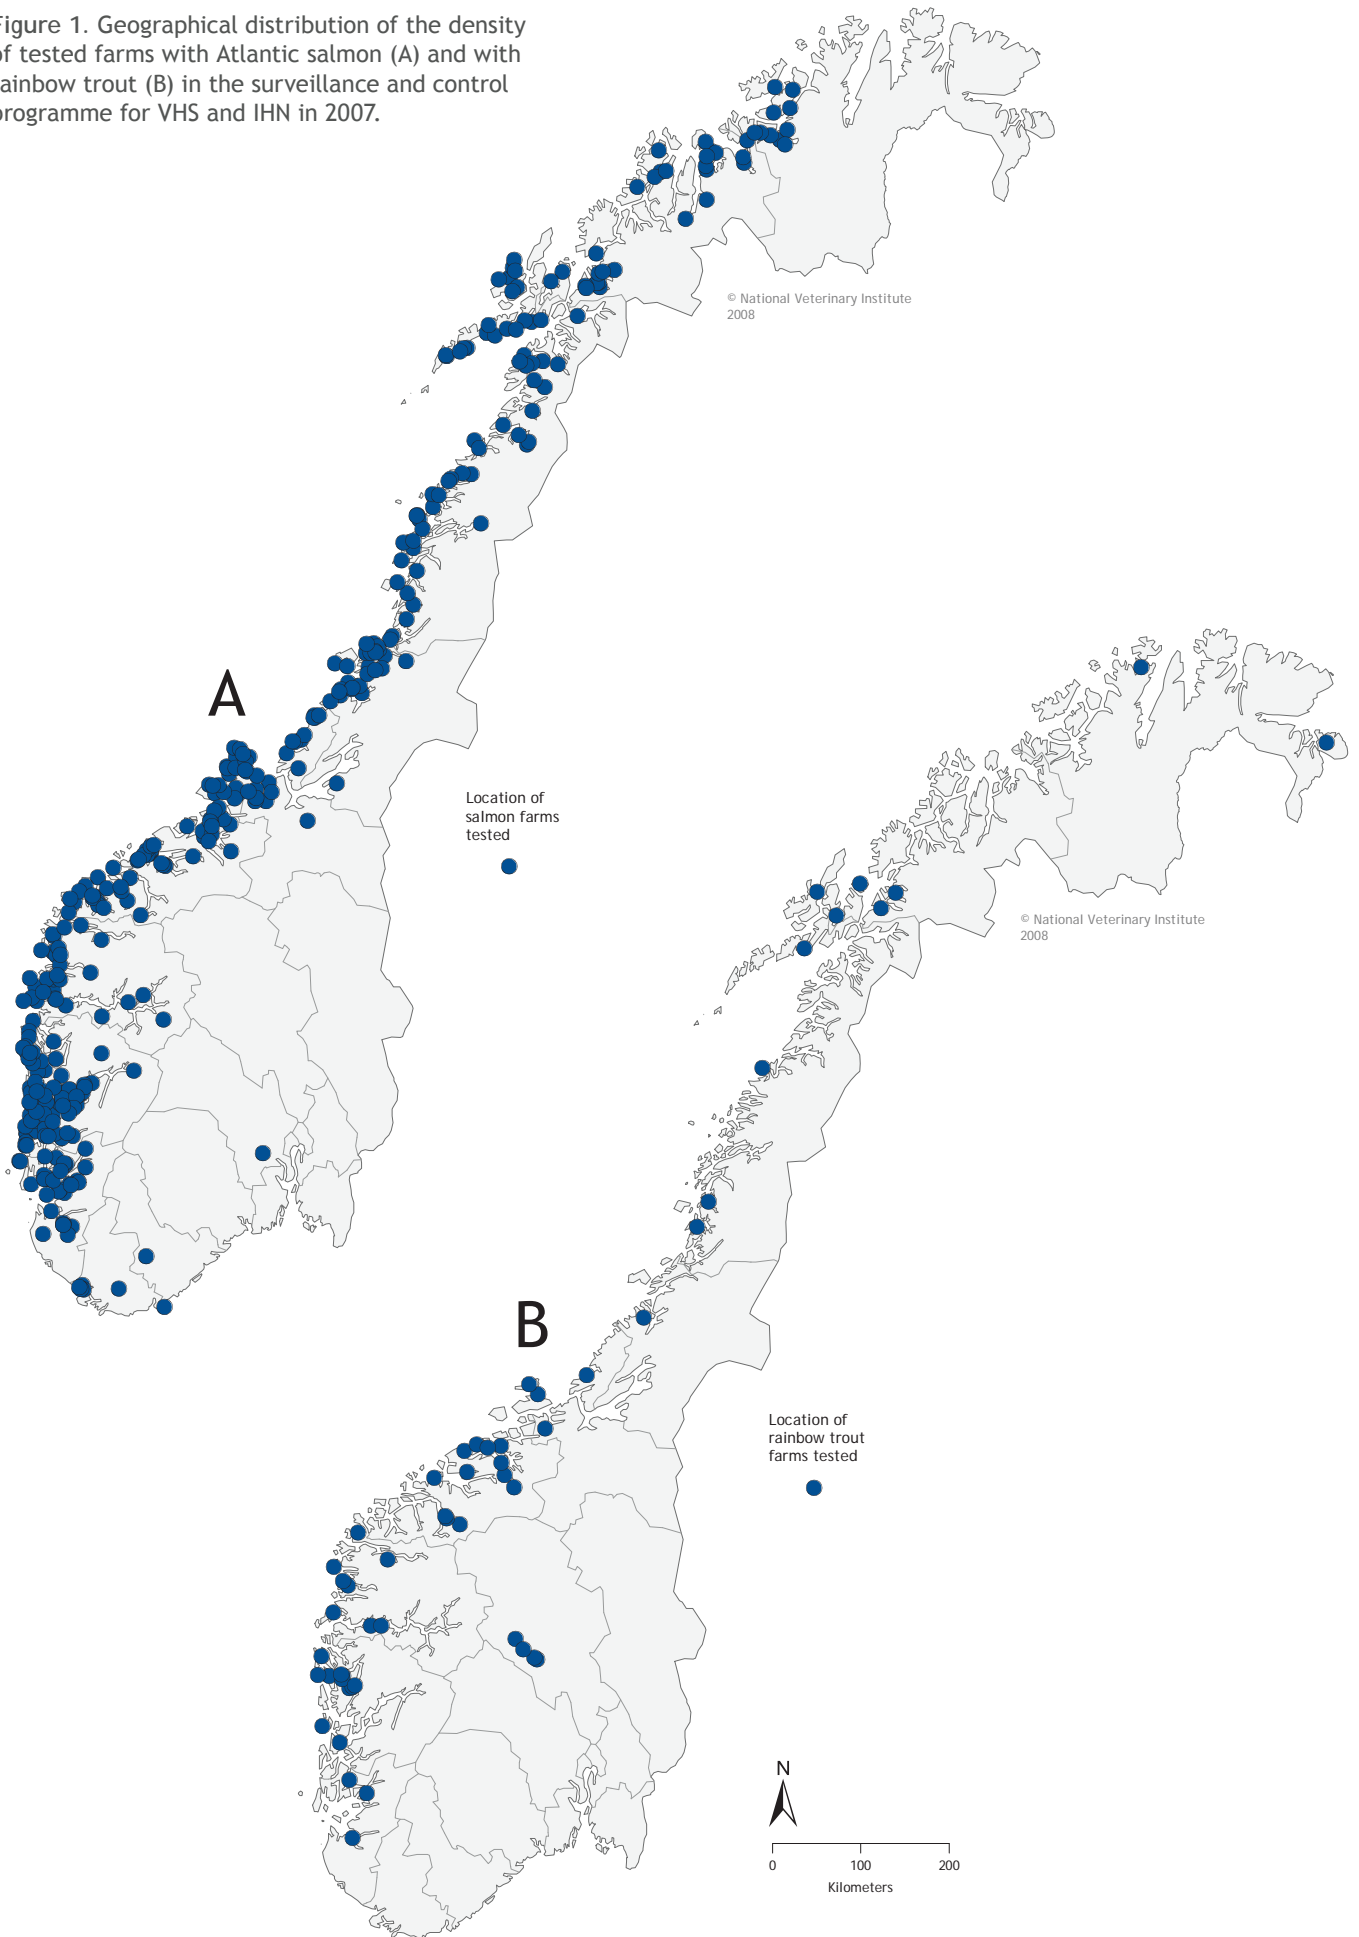 Figure 1. Geographical distribution of the density
of tested farms with Atlantic salmon (A) and with
rainbow trout (B) in the surveillance and control
programme for VHS and IHN in 2007.
© National Veterinary Institute
2008
A
Location of
salmon farms
tested
© National Veterinary Institute
2008
B
Location of
rainbow trout
farms tested
N
0 100 200
Kilometers